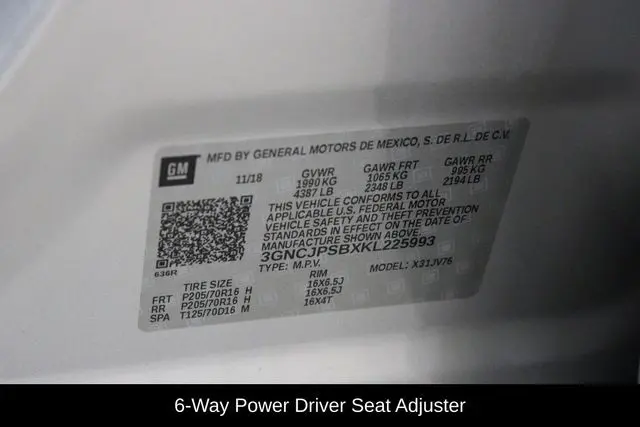 GM MFD BY GENERAL MOTORS DE MEXICO, S. DE R.L. DE C.V.
11/18 GVWR GAWR FRT GAWR RR
1990 KG 1065 KG 995 KG
4387 LB 2348 LB 2194 LB
THIS VEHICLE CONFORMS TO ALL
APPLICABLE U.S. FEDERAL MOTOR
VEHICLE SAFETY AND THEFT PREVENTION
STANDARDS IN EFFECT ON THE DATE OF
MANUFACTURE SHOWN ABOVE.
3GNCJPSBXKL225993
636R TYPE: M.P.V. MODEL: X31JV76
TIRE SIZE RIM
FRT P205/70R16 H 16X6.5J
RR P205/70R16 H 16X6.5J
SPA T125/70D16 M 16X4T
6-Way Power Driver Seat Adjuster